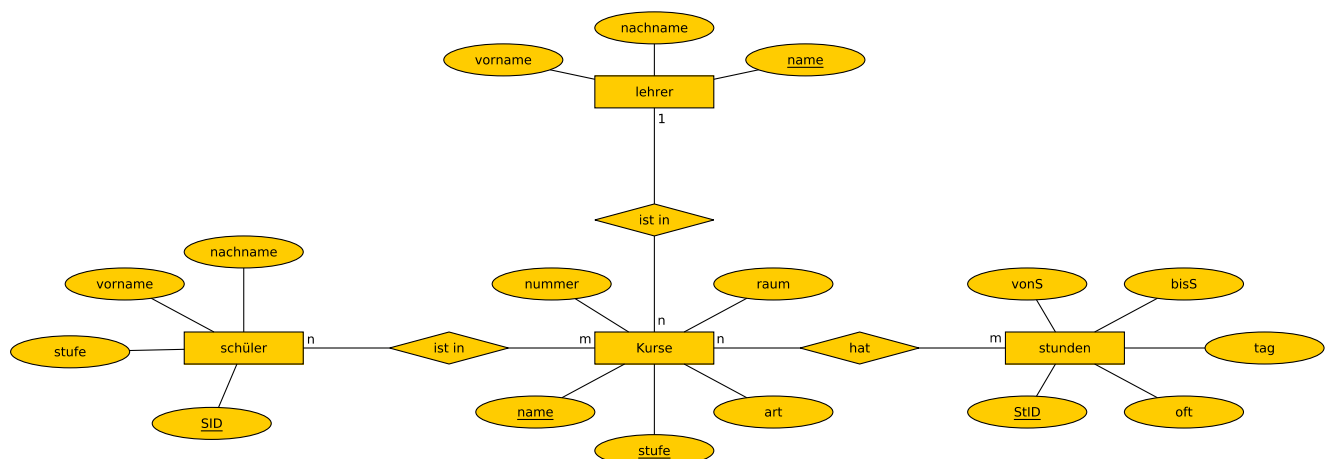 nachname
vorname
name
lehrer
1
ist in
nachname
vorname
nummer
raum
vonS
bisS
n
stufe
schüler
n
ist in
m
Kurse
n
hat
m
stunden
tag
SID
name
stufe
art
StID
oft